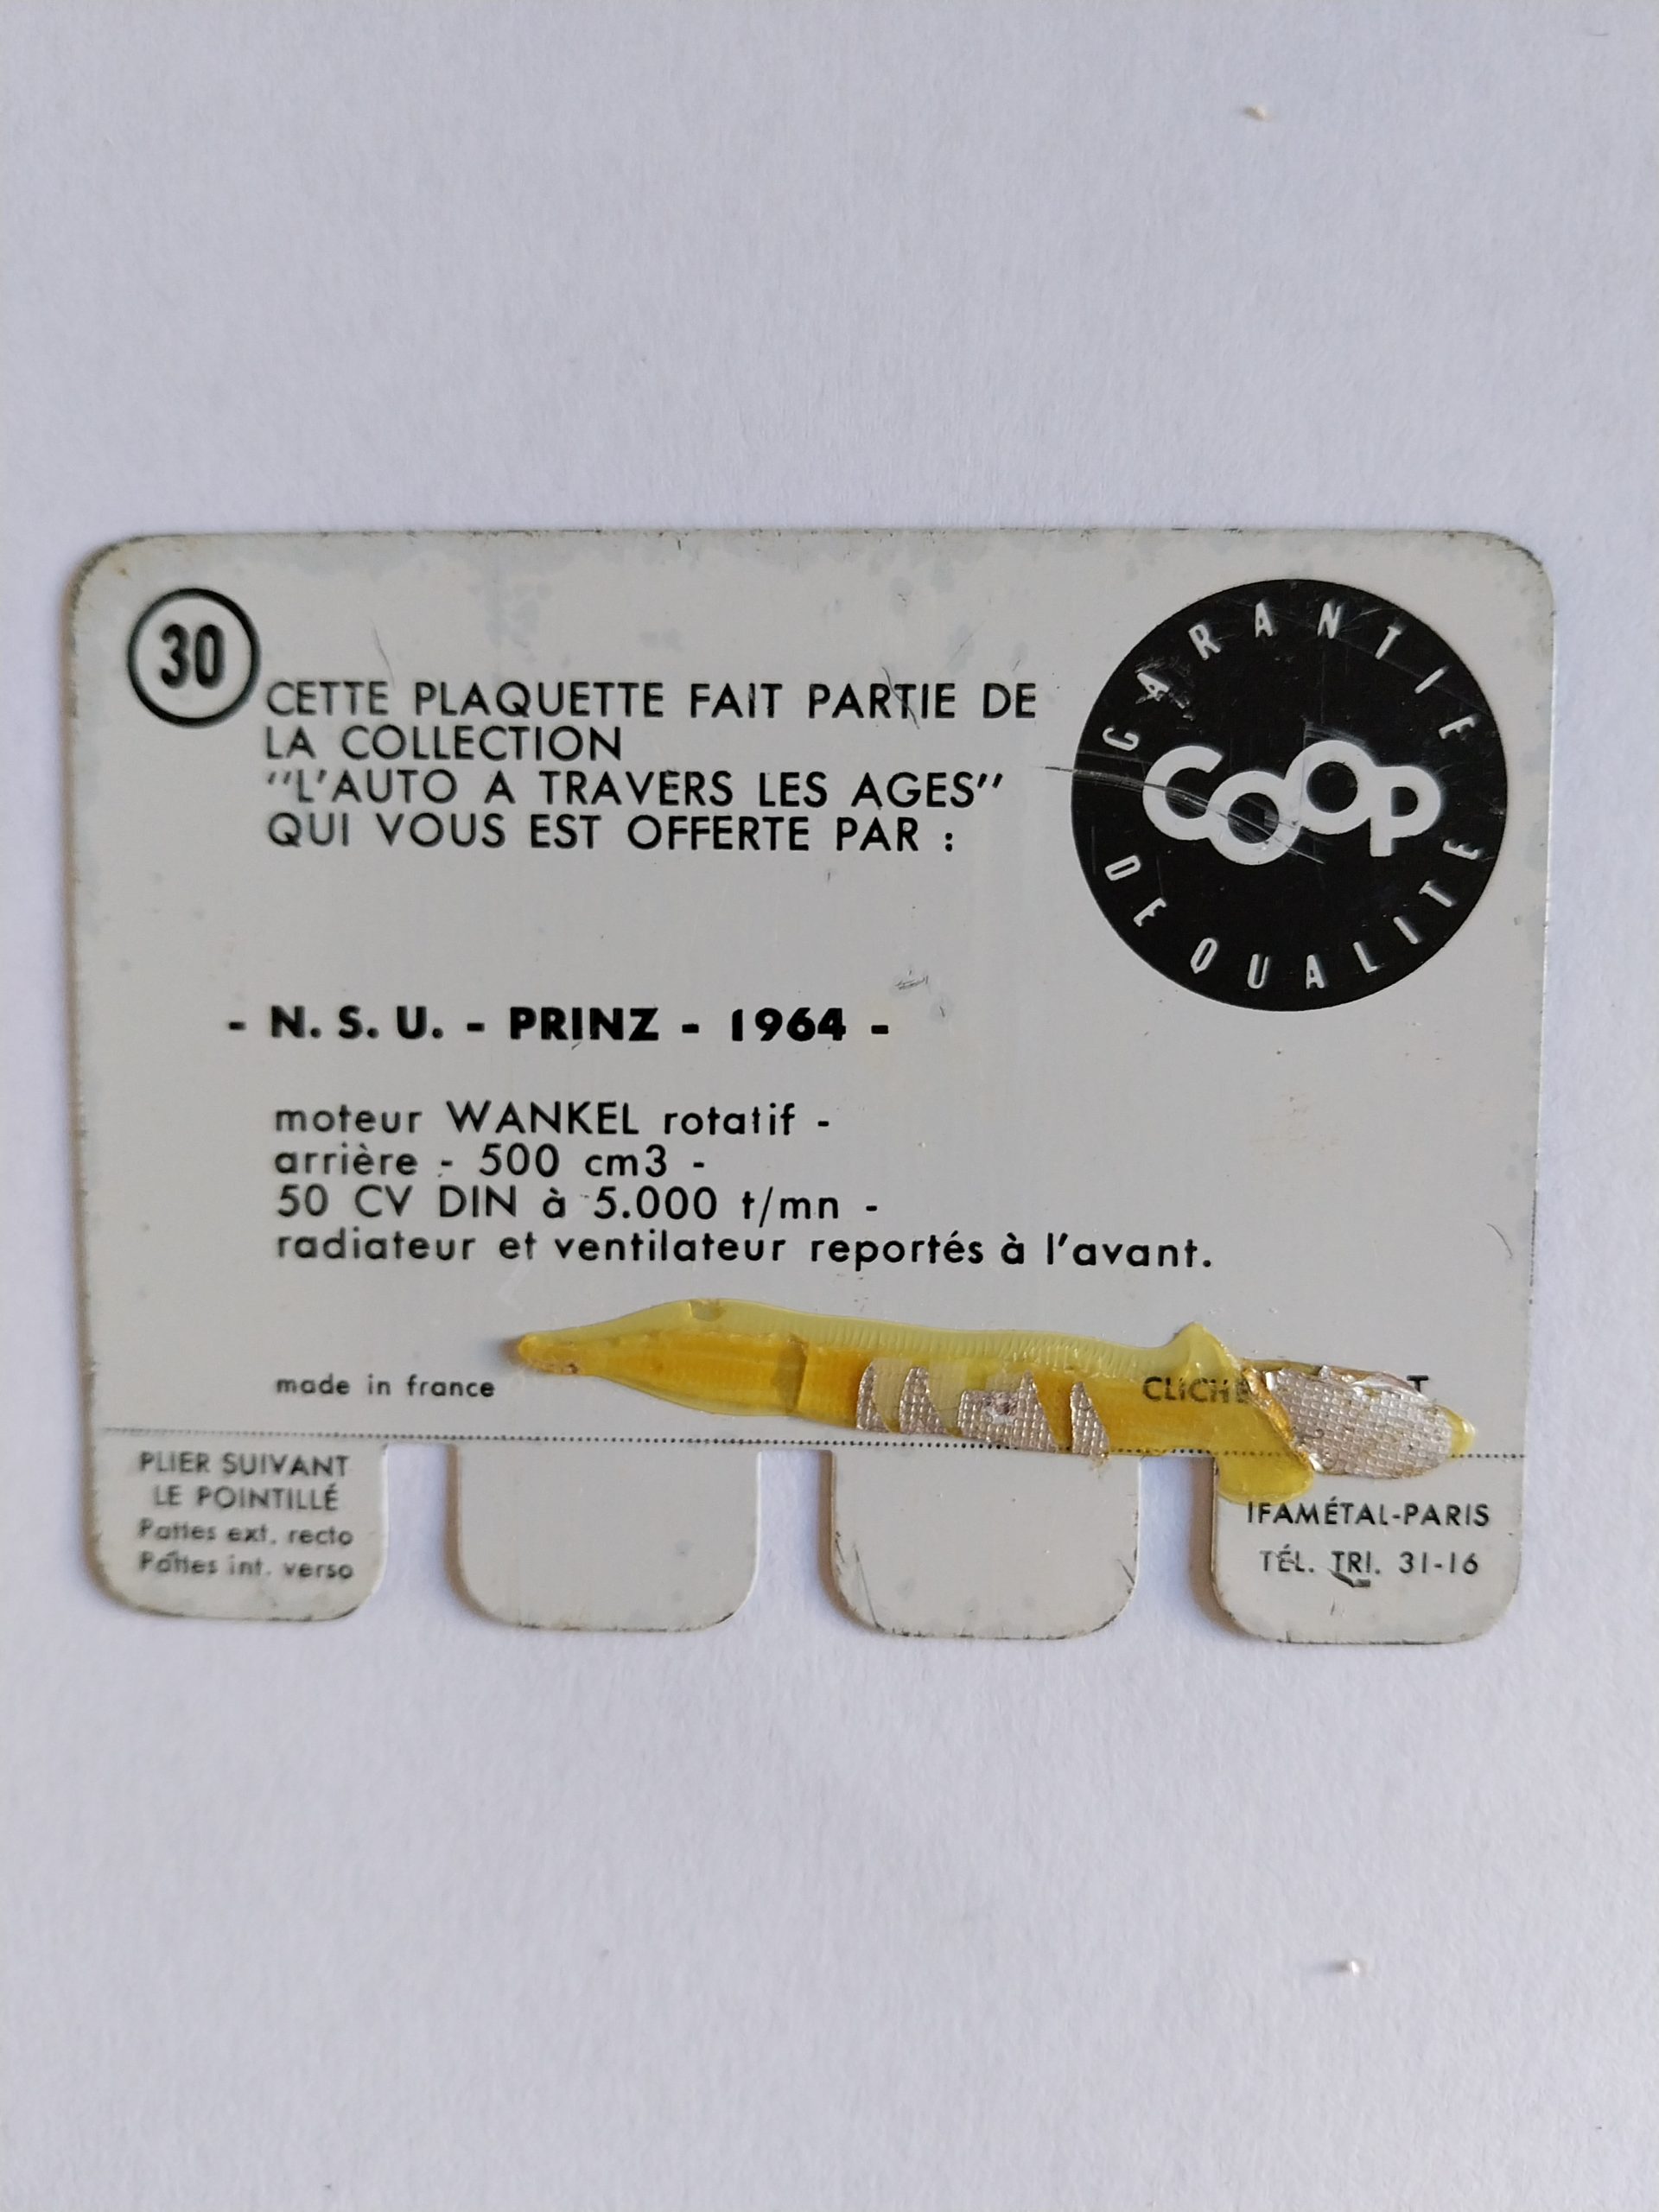 30
CETTE PLAQUETTE FAIT PARTIE DE
LA COLLECTION
"L'AUTO A TRAVERS LES AGES"
QUI VOUS EST OFFERTE PAR :
GARANTIE
COOP
DE QUALITE
- N. S. U. - PRINZ - 1964 -
moteur WANKEL rotatif -
arrière - 500 cm3 -
50 CV DIN à 5.000 t/mn -
radiateur et ventilateur reportés à l'avant.
made in france
CLICHÉ
PLIER SUIVANT
LE POINTILLÉ
Pattes ext. recto
Pattes int. verso
IFAMÉTAL-PARIS
TÉL. TRI. 31-16